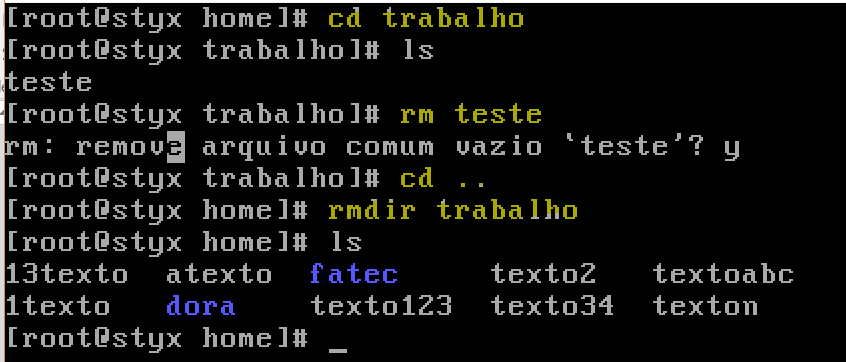 [root@styx home]# cd trabalho
[root@styx trabalho]# ls
teste
[root@styx trabalho]# rm teste
rm: remove arquivo comum vazio `teste'? y
[root@styx trabalho]# cd ..
[root@styx home]# rmdir trabalho
[root@styx home]# ls
13texto atexto fatec texto2 textoabc
1texto dora texto123 texto34 texton
[root@styx home]# _